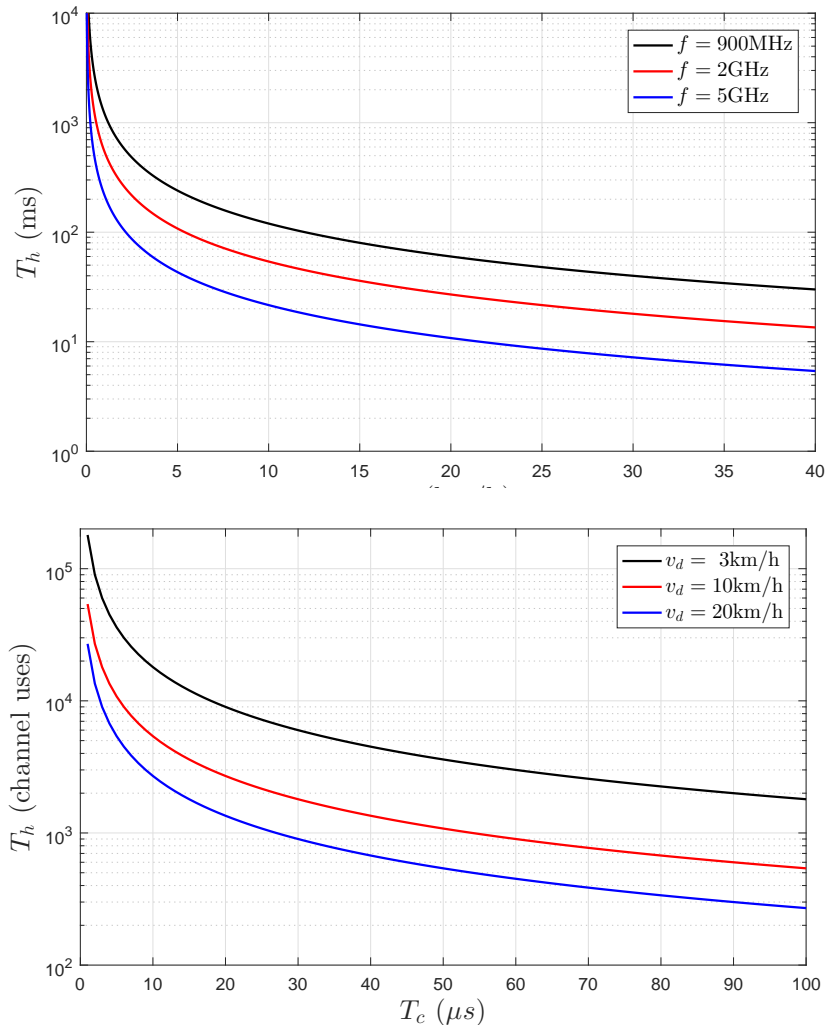 10^4
f = 900MHz
f = 2GHz
f = 5GHz
10^3
T_h (ms)
10^2
10^1
10^0
0 5 10 15 20 25 30 35 40
v_d = 3km/h
v_d = 10km/h
v_d = 20km/h
10^5
T_h (channel uses)
10^4
10^3
10^2
0 10 20 30 40 50 60 70 80 90 100
T_c (μs)